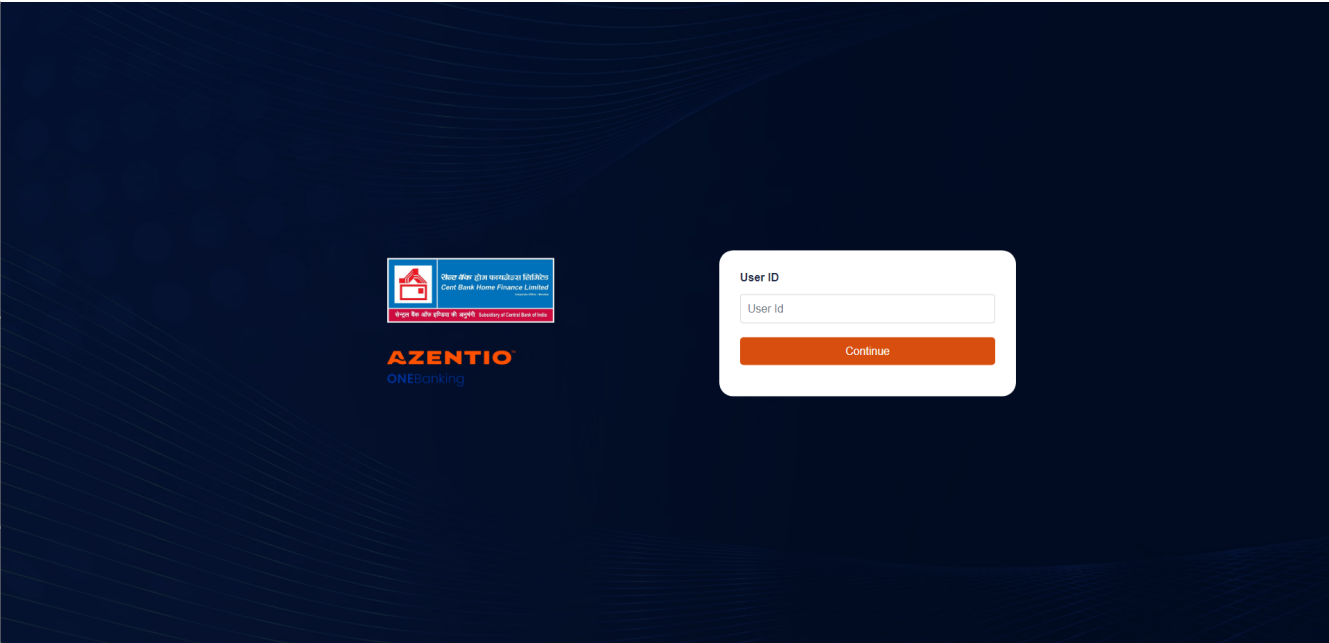 सेन्ट बैंक होम फायनेन्स लिमिटेड
Cent Bank Home Finance Limited
सेन्ट्रल बैंक ऑफ इण्डिया की अनुषंगी Subsidiary of Central Bank of India
AZENTIO
ONEBanking
User ID
User Id
Continue